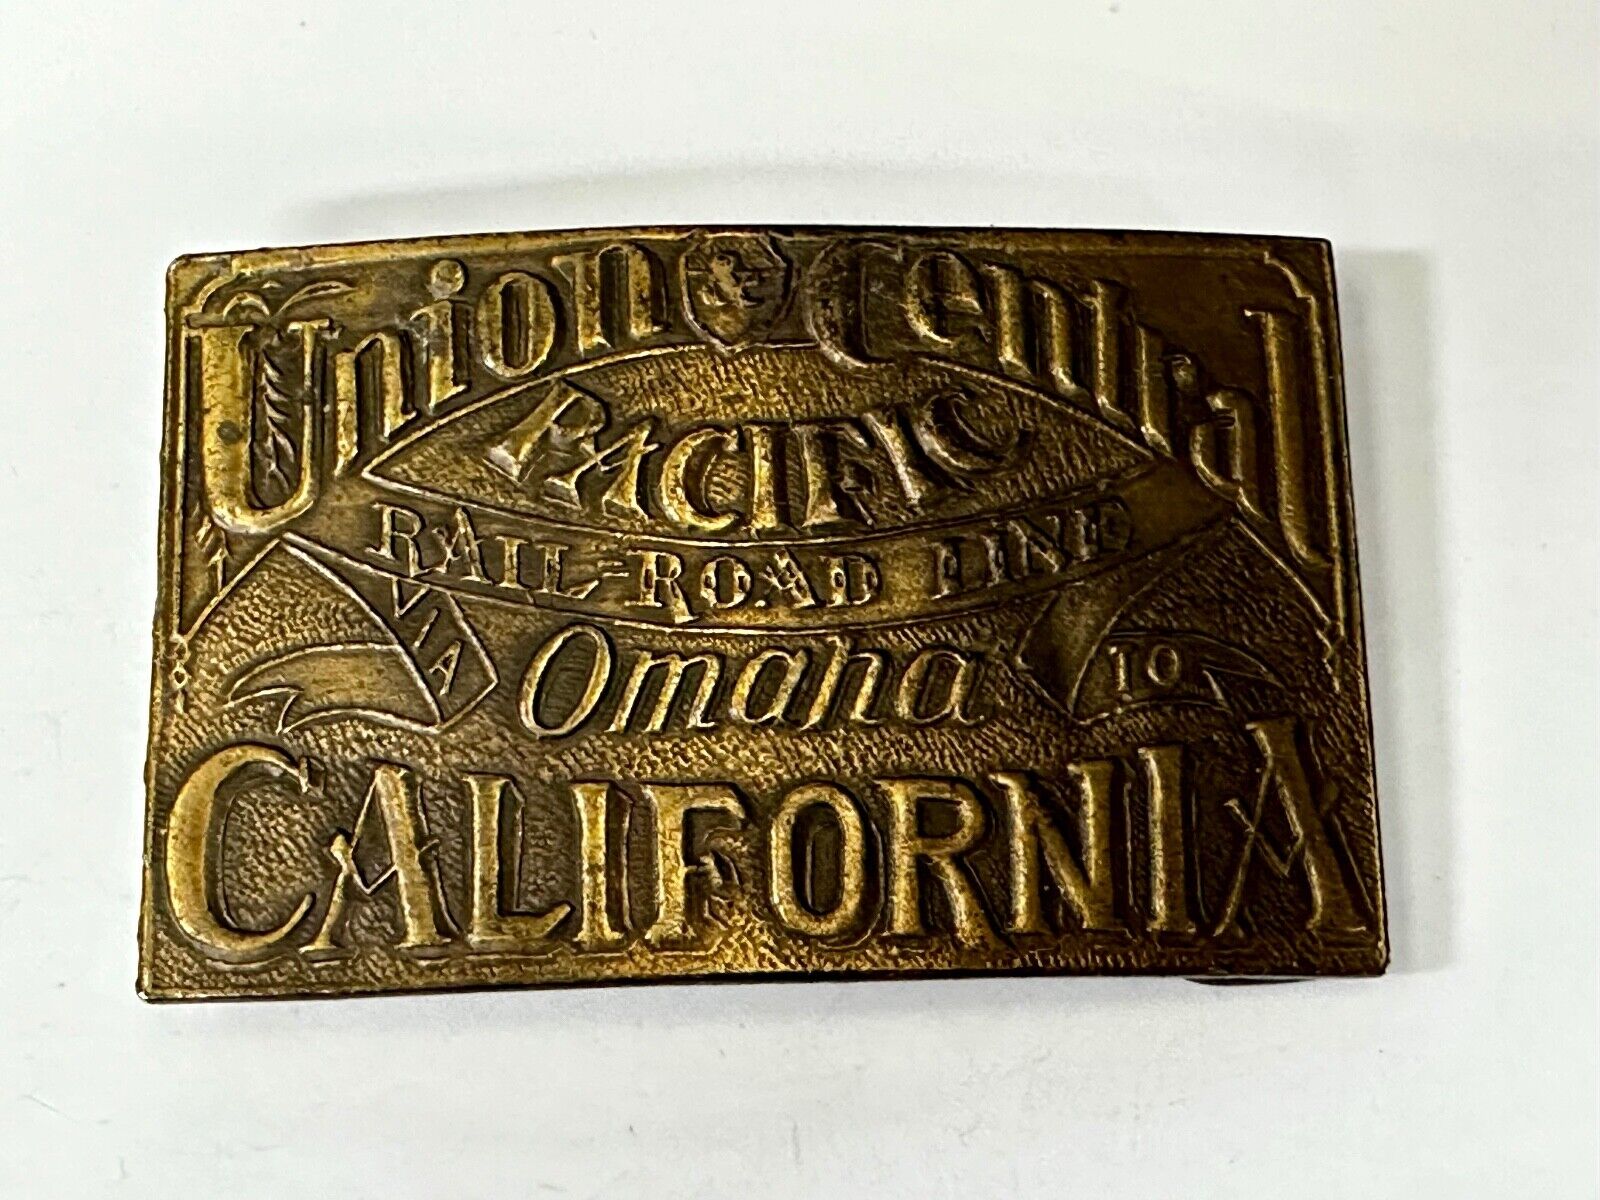 Union Central
PACIFIC
RAIL-ROAD LINE
VIA Omaha TO
CALIFORNIA